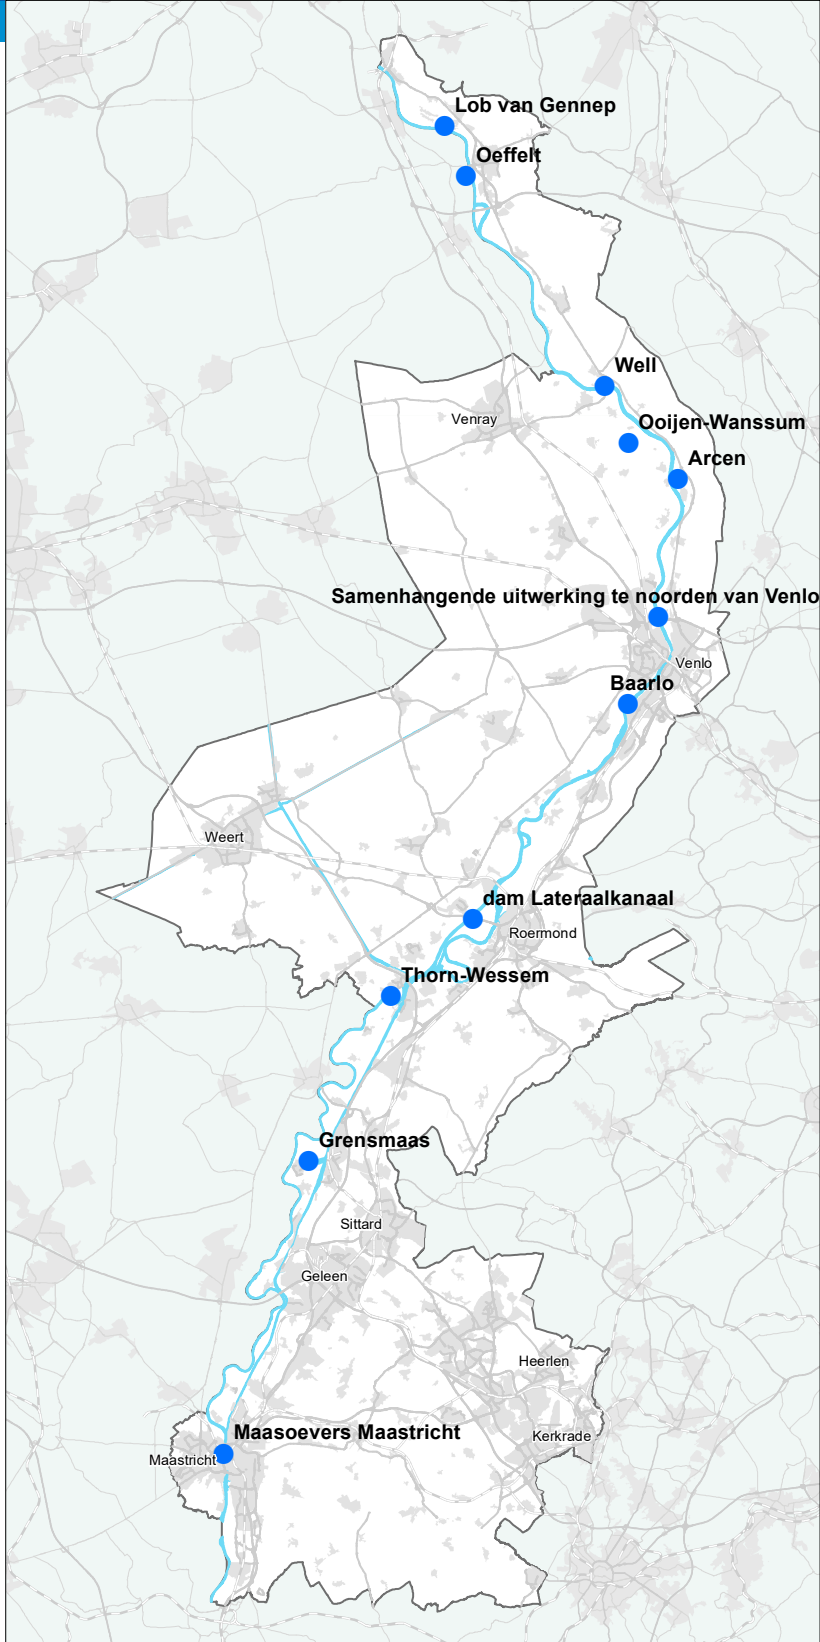 Lob van Gennep
Oeffelt
Well
Venray
Ooijen-Wanssum
Arcen
Samenhangende uitwerking te noorden van Venlo
Venlo
Baarlo
Weert
dam Lateraalkanaal
Roermond
Thorn-Wessem
Grensmaas
Sittard
Geleen
Heerlen
Maasoevers Maastricht
Kerkrade
Maastricht